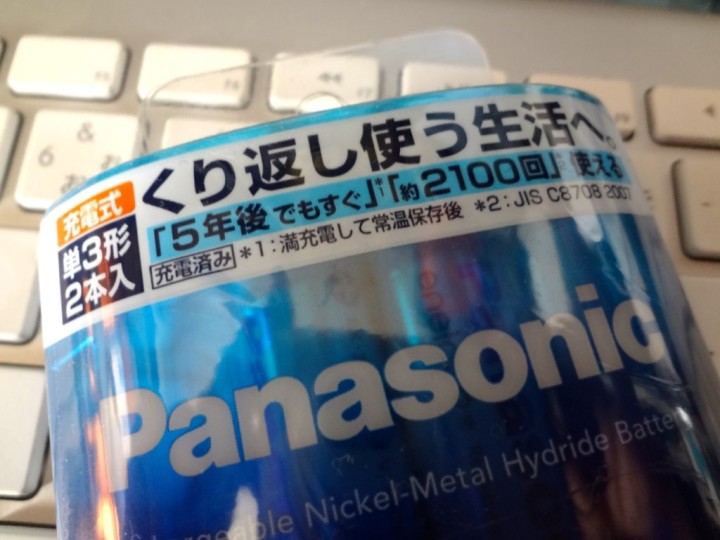 くり返し使う生活へ。
充電式
「5年後でもすぐ」*1「約2100回」*2使える
単3形
2本入
充電済み *1:満充電して常温保存後 *2:JIS C8708 2007
Panasonic
Nickel-Metal Hydride
&
6
お